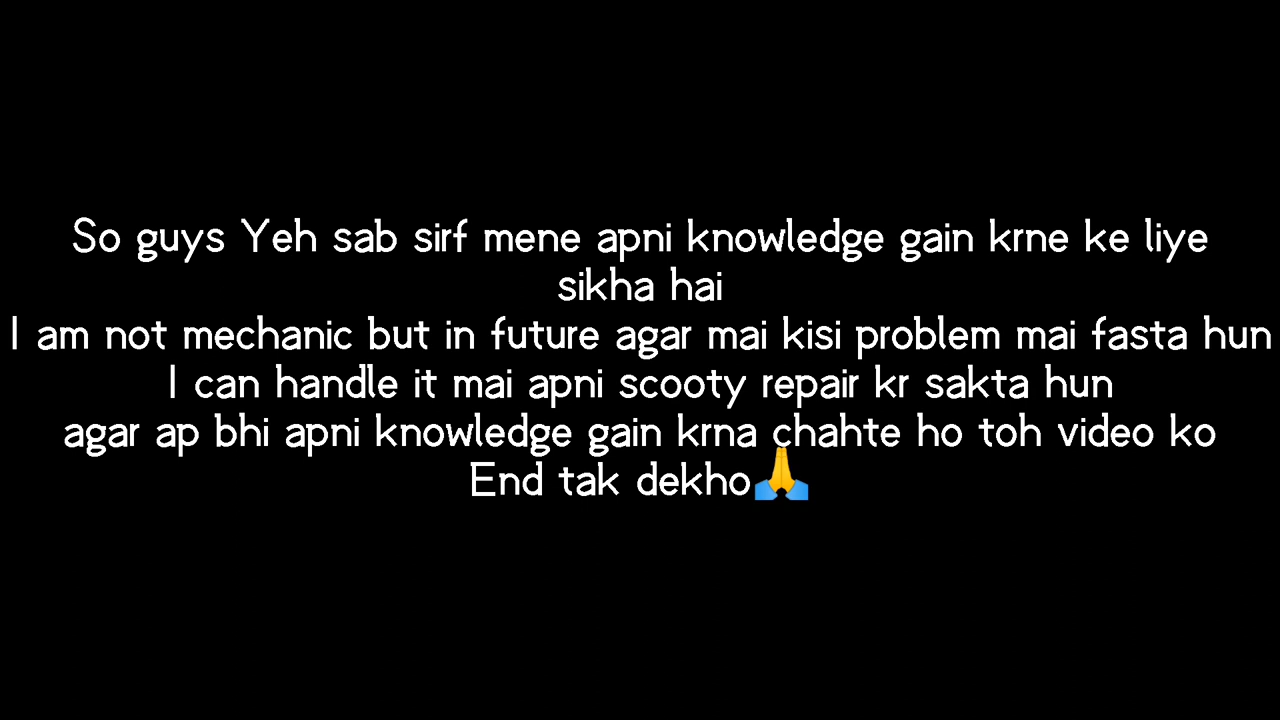 So guys Yeh sab sirf mene apni knowledge gain krne ke liye
sikha hai
I am not mechanic but in future agar mai kisi problem mai fasta hun
I can handle it mai apni scooty repair kr sakta hun
agar ap bhi apni knowledge gain krna chahte ho toh video ko
End tak dekho🙏